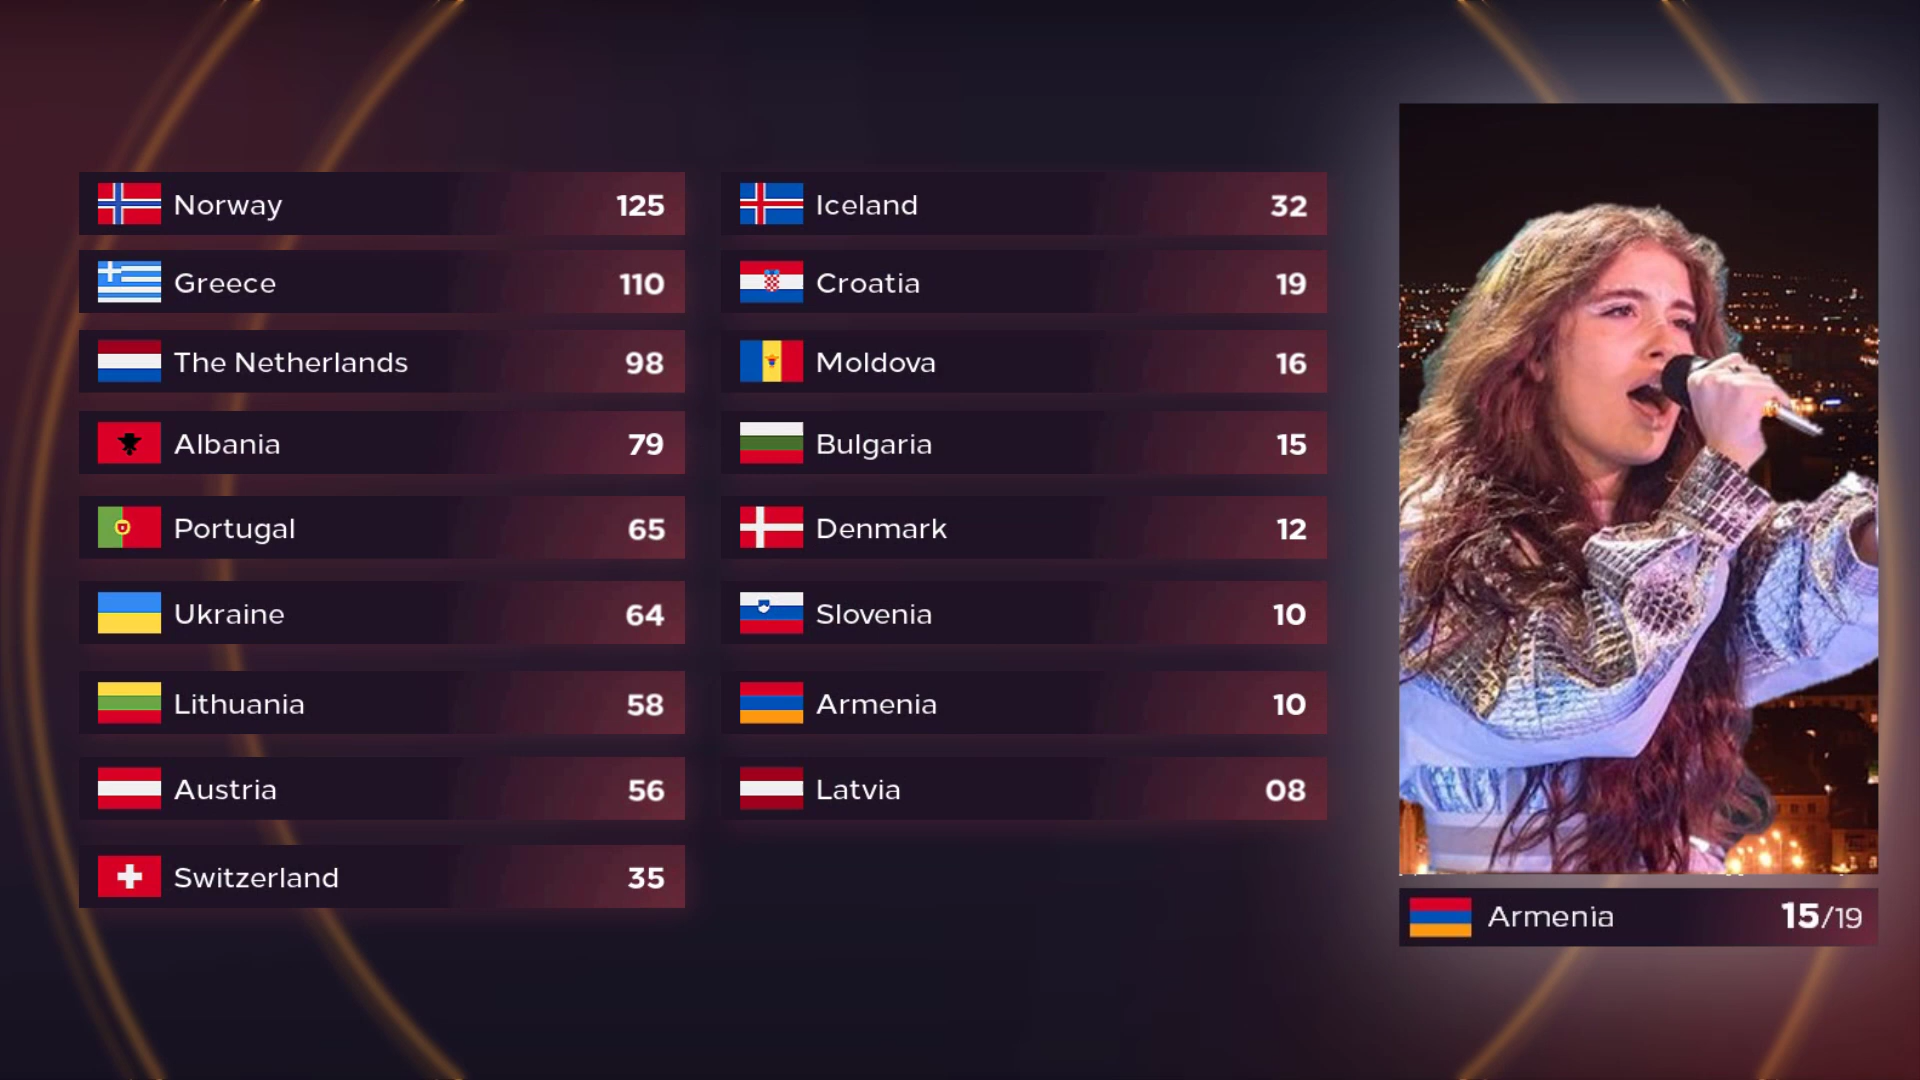 Norway 125
Greece 110
The Netherlands 98
Albania 79
Portugal 65
Ukraine 64
Lithuania 58
Austria 56
Switzerland 35
Iceland 32
Croatia 19
Moldova 16
Bulgaria 15
Denmark 12
Slovenia 10
Armenia 10
Latvia 08
Armenia 15/19